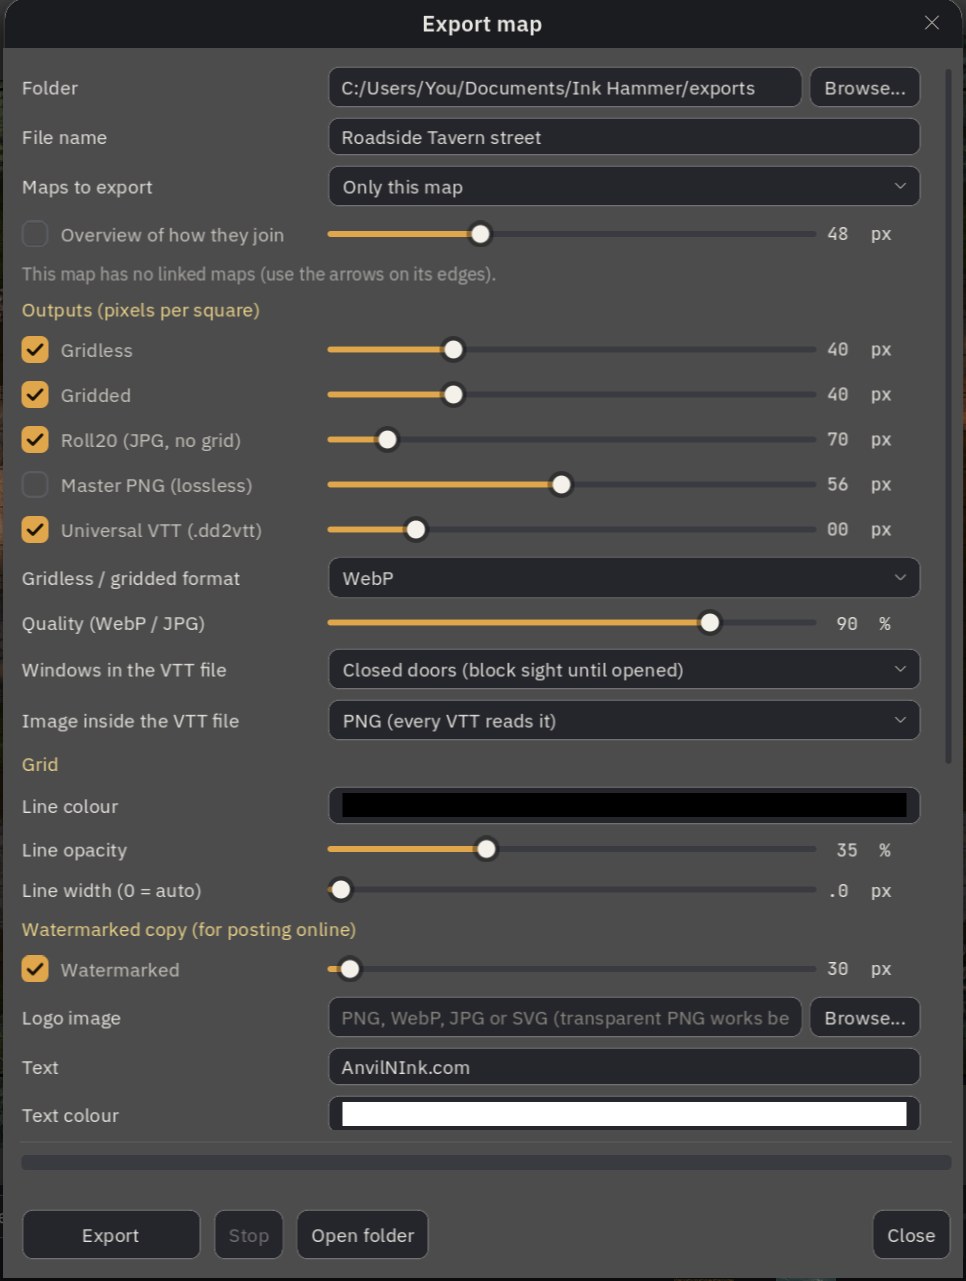 Export map
Folder C:/Users/You/Documents/Ink Hammer/exports Browse...
File name Roadside Tavern street
Maps to export Only this map
Overview of how they join 48 px
This map has no linked maps (use the arrows on its edges).
Outputs (pixels per square)
Gridless 40 px
Gridded 40 px
Roll20 (JPG, no grid) 70 px
Master PNG (lossless) 56 px
Universal VTT (.dd2vtt) 00 px
Gridless / gridded format WebP
Quality (WebP / JPG) 90 %
Windows in the VTT file Closed doors (block sight until opened)
Image inside the VTT file PNG (every VTT reads it)
Grid
Line colour
Line opacity 35 %
Line width (0 = auto) .0 px
Watermarked copy (for posting online)
Watermarked 30 px
Logo image PNG, WebP, JPG or SVG (transparent PNG works be Browse...
Text AnvilNInk.com
Text colour
Export Stop Open folder Close